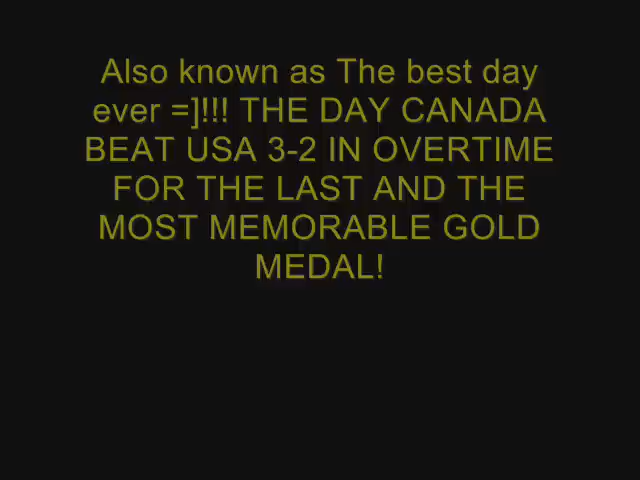 Also known as The best day
ever =]!!! THE DAY CANADA
BEAT USA 3-2 IN OVERTIME
FOR THE LAST AND THE
MOST MEMORABLE GOLD
MEDAL!